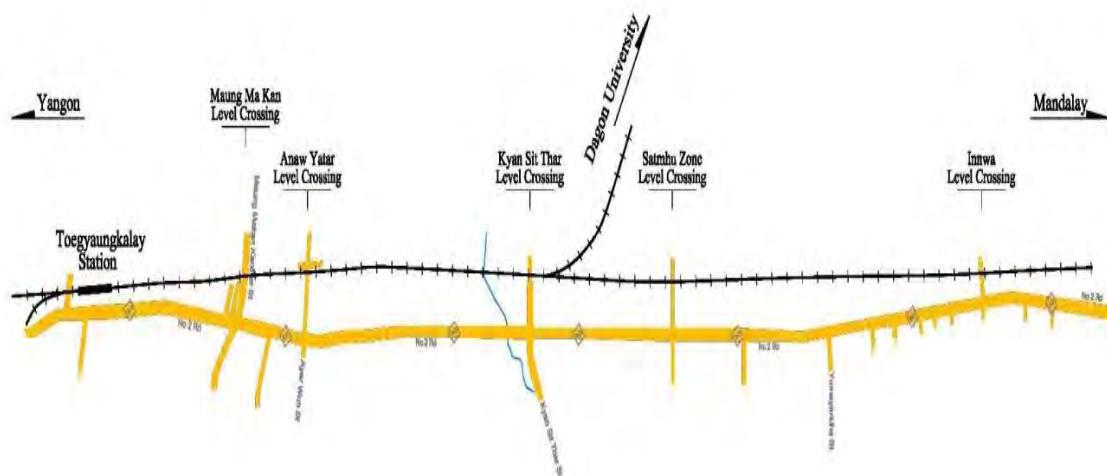 Dagon University
Yangon
Mandalay
Maung Ma Kan
Level Crossing
Anaw Yatar
Level Crossing
Kyan Sit Thar
Level Crossing
Satmhu Zone
Level Crossing
Innwa
Level Crossing
Toegyaungkalay
Station
No 2 Rd
No 2 Rd
No 2 Rd
No 2 Rd